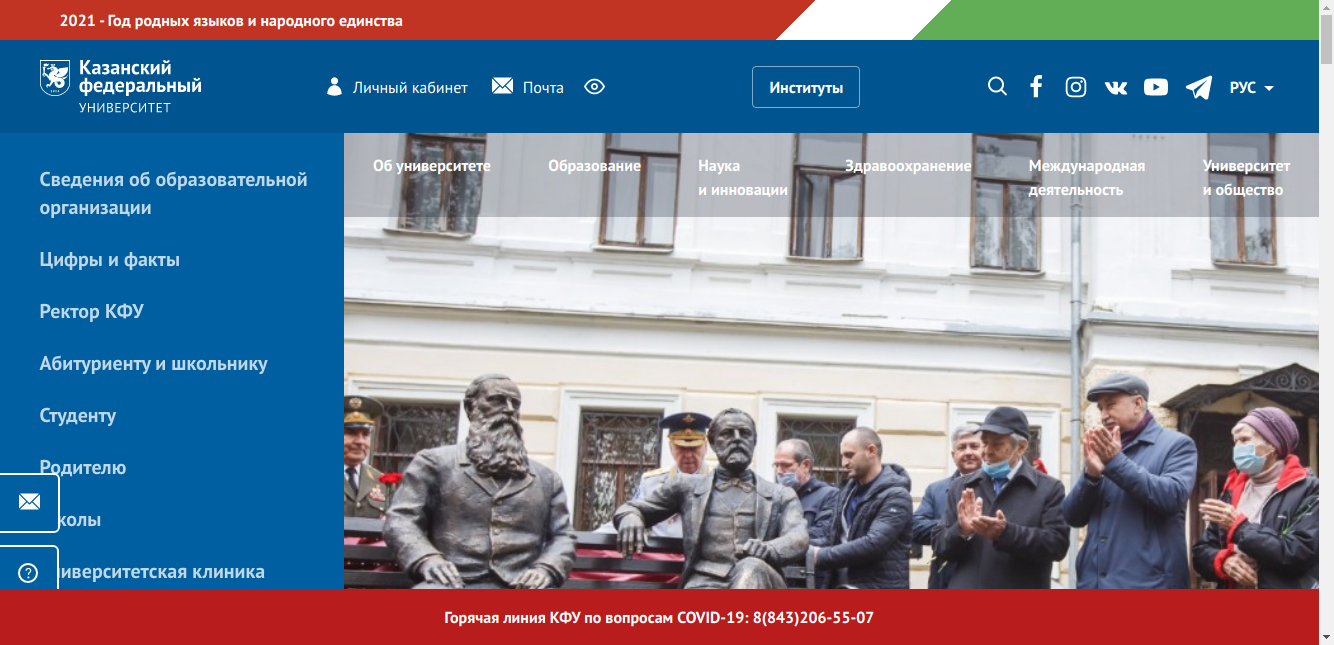 2021 - Год родных языков и народного единства
Казанский
федеральный
УНИВЕРСИТЕТ
Личный кабинет
Почта
Институты
РУС
Об университете
Образование
Наука
и инновации
Здравоохранение
Международная
деятельность
Университет
и общество
Сведения об образовательной
организации
Цифры и факты
Ректор КФУ
Абитуриенту и школьнику
Студенту
Родителю
колы
иверситетская клиника
Горячая линия КФУ по вопросам COVID-19: 8(843)206-55-07